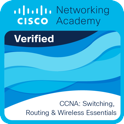 CISCO Networking
Academy
Verified
CCNA: Switching,
Routing & Wireless Essentials